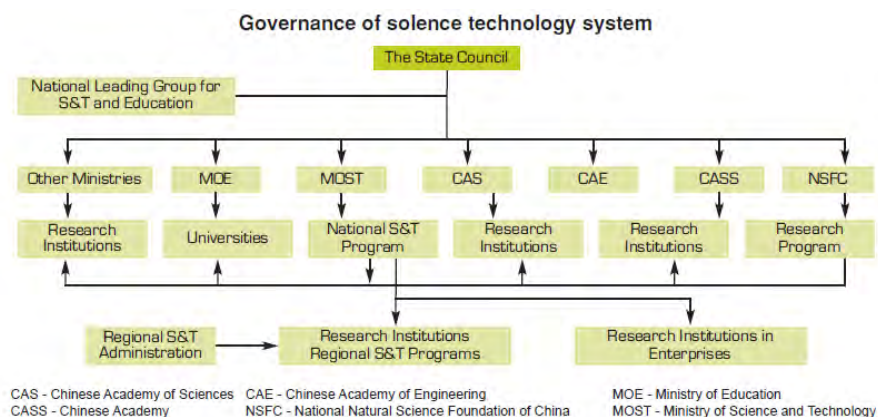 Governance of solence technology system
The State Council
National Leading Group for
S&T and Education
Other Ministries
MOE
MOST
CAS
CAE
CASS
NSFC
Research
Institutions
Universities
National S&T
Program
Research
Institutions
Research
Institutions
Research
Program
Regional S&T
Administration
Research Institutions
Regional S&T Programs
Research Institutions in
Enterprises
CAS - Chinese Academy of Sciences
CAE - Chinese Academy of Engineering
MOE - Ministry of Education
CASS - Chinese Academy
NSFC - National Natural Science Foundation of China
MOST - Ministry of Science and Technology